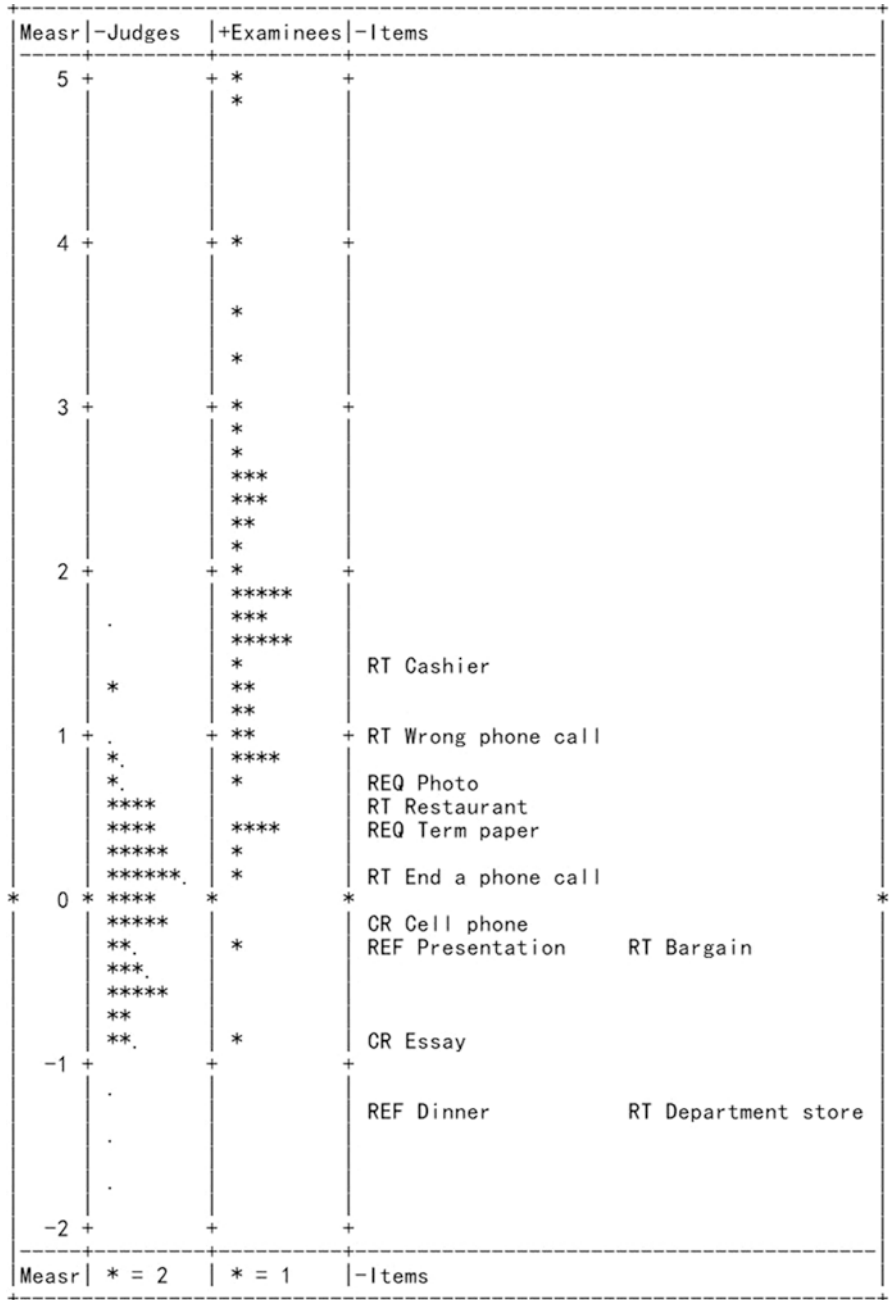 Measr|-Judges |+Examinees|-Items
5 + + * +
*
4 + + * +
*
*
3 + + * +
*
*
***
***
**
*
2 + + * +
*****
. ***
*****
* RT Cashier
* **
**
1 + . + ** + RT Wrong phone call
*. ****
*. * REQ Photo
**** RT Restaurant
**** **** REQ Term paper
***** *
******. * RT End a phone call
* 0 * **** * * *
***** CR Cell phone
**. * REF Presentation RT Bargain
***.
*****
**
**. * CR Essay
-1 + + +
.
REF Dinner RT Department store
.
.
-2 + + +
Measr| * = 2 | * = 1 |-Items